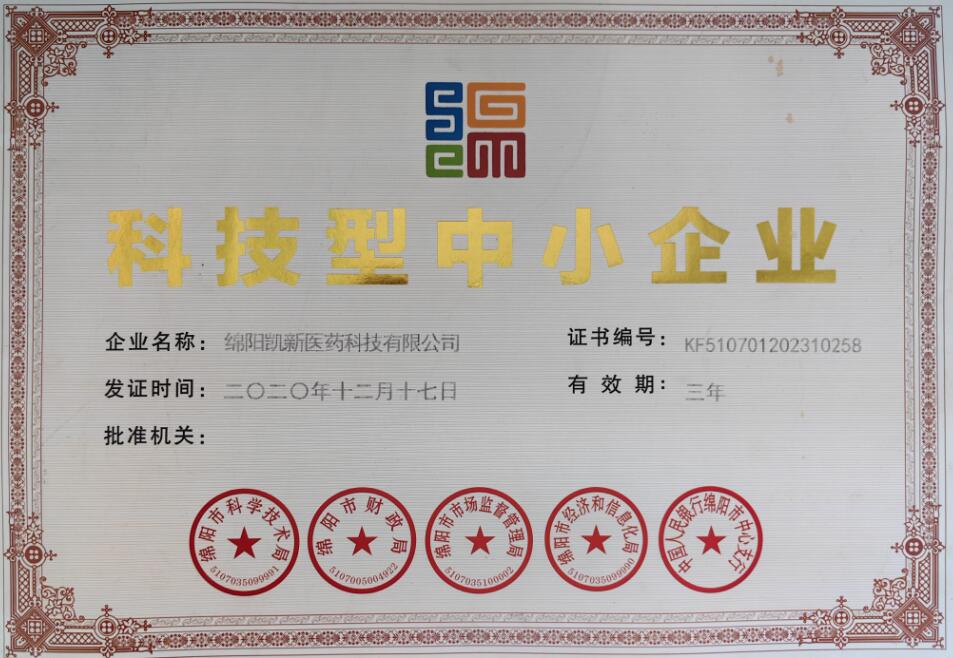 SGem
科技型中小企业
企业名称：绵阳凯新医药科技有限公司
证书编号：KF510701202310258
发证时间：二〇二〇年十二月十七日
有效期：三年
批准机关：
绵阳市科学技术局
5107035099991
绵阳市财政局
5107005004922
绵阳市市场监督管理局
5107035100002
绵阳市经济和信息化局
5107035099990
中国人民银行绵阳市中心支行